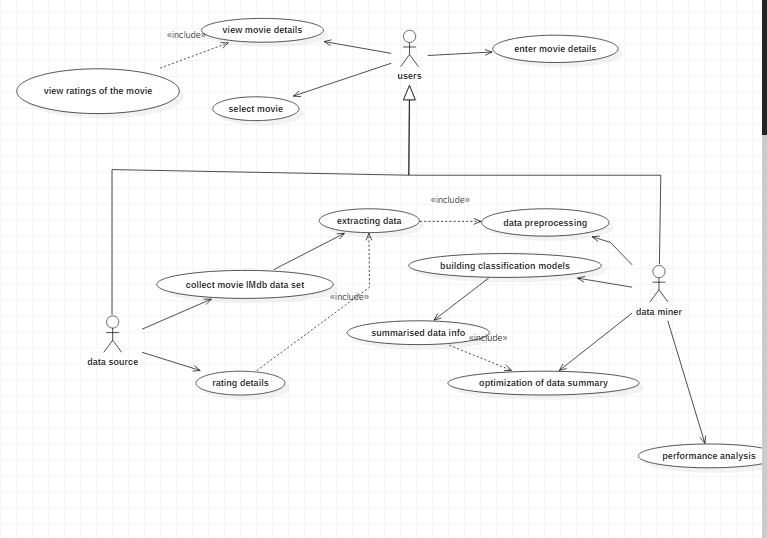 «include»
view movie details
enter movie details
users
view ratings of the movie
select movie
«include»
extracting data
data preprocessing
building classification models
collect movie IMdb data set
«include»
data miner
summarised data info
«include»
data source
rating details
optimization of data summary
performance analysis